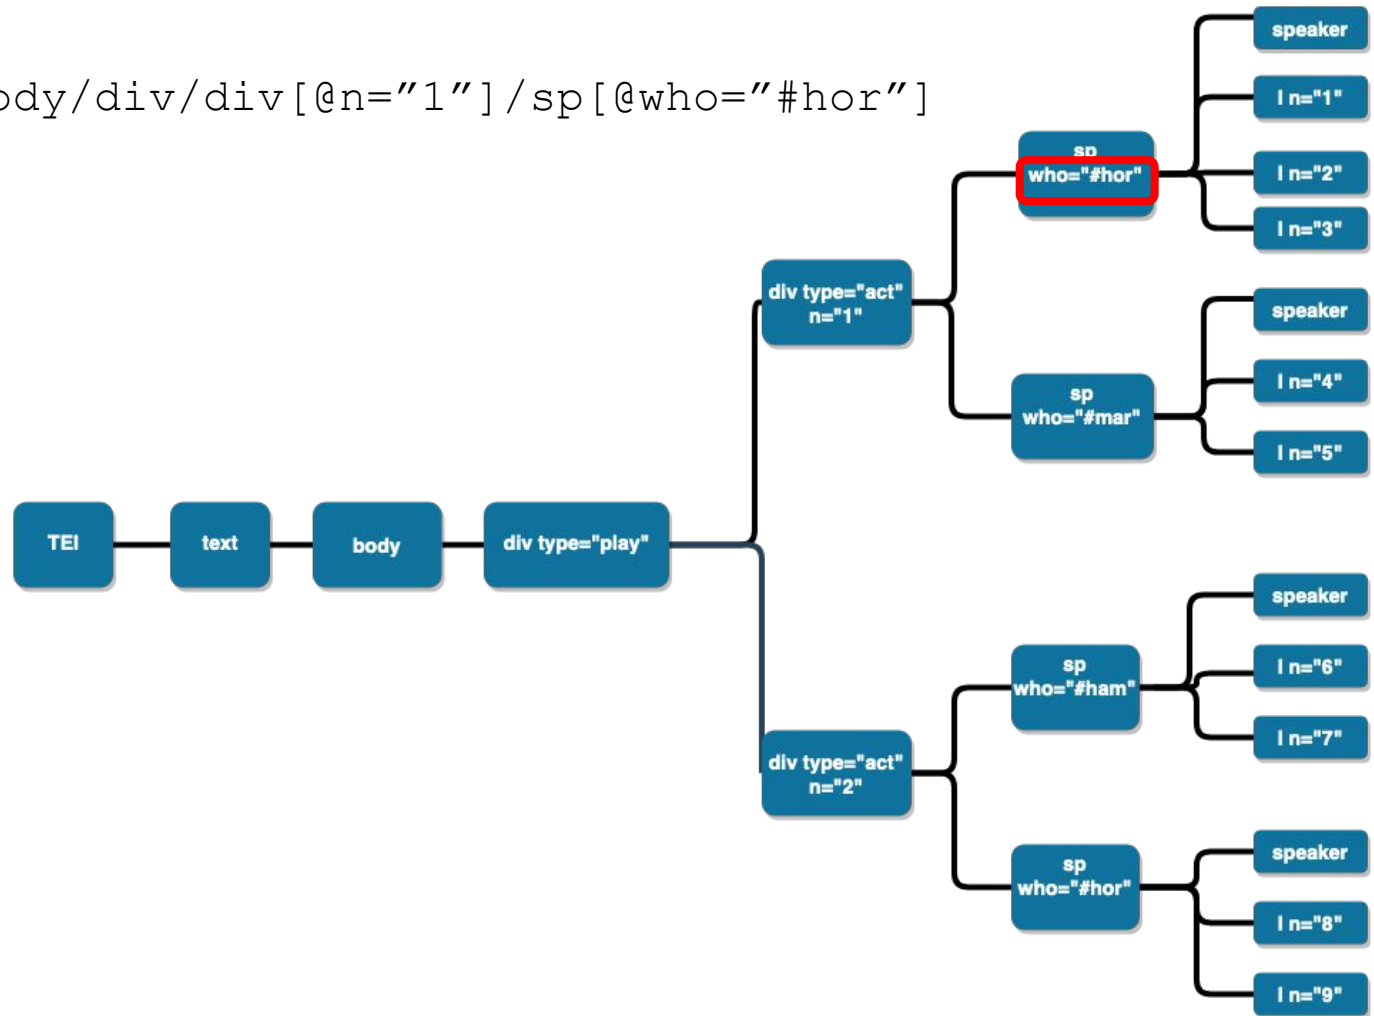 ody/div/div[@n=”1”]/sp[@who=”#hor”]
TEI
text
body
div type="play"
div type="act"
n="1"
sp
who="#hor"
speaker
l n="1"
l n="2"
l n="3"
sp
who="#mar"
speaker
l n="4"
l n="5"
div type="act"
n="2"
sp
who="#ham"
speaker
l n="6"
l n="7"
sp
who="#hor"
speaker
l n="8"
l n="9"